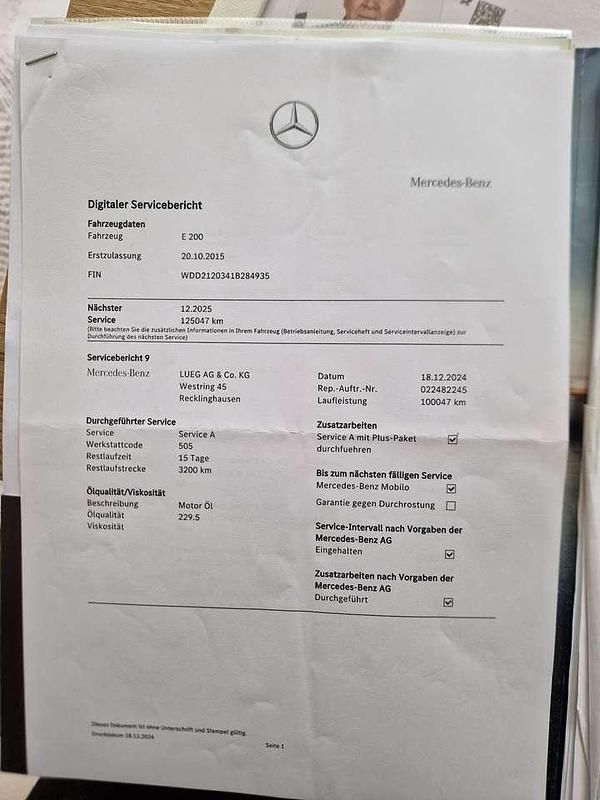 Mercedes-Benz
Digitaler Servicebericht
Fahrzeugdaten
Fahrzeug E 200
Erstzulassung 20.10.2015
FIN WDD2120341B284935
Nächster 12.2025
Service 125047 km
(Bitte beachten Sie die zusätzlichen Informationen in Ihrem Fahrzeug (Betriebsanleitung, Serviceheft und Serviceintervallanzeige) zur
Durchführung des nächsten Service)
Servicebericht 9
Mercedes-Benz LUEG AG & Co. KG
Westring 45
Recklinghausen
Datum 18.12.2024
Rep.-Auftr.-Nr. 022482245
Laufleistung 100047 km
Durchgeführter Service
Service Service A
Werkstattcode 505
Restlaufzeit 15 Tage
Restlaufstrecke 3200 km
Ölqualität/Viskosität
Beschreibung Motor Öl
Ölqualität 229.5
Viskosität
Zusatzarbeiten
Service A mit Plus-Paket
durchfuehren
Bis zum nächsten fälligen Service
Mercedes-Benz Mobilo
Garantie gegen Durchrostung
Service-Intervall nach Vorgaben der
Mercedes-Benz AG
Eingehalten
Zusatzarbeiten nach Vorgaben der
Mercedes-Benz AG
Durchgeführt
Dieses Dokument ist ohne Unterschrift und Stempel gültig.
Druckdatum 18.12.2024
Seite 1